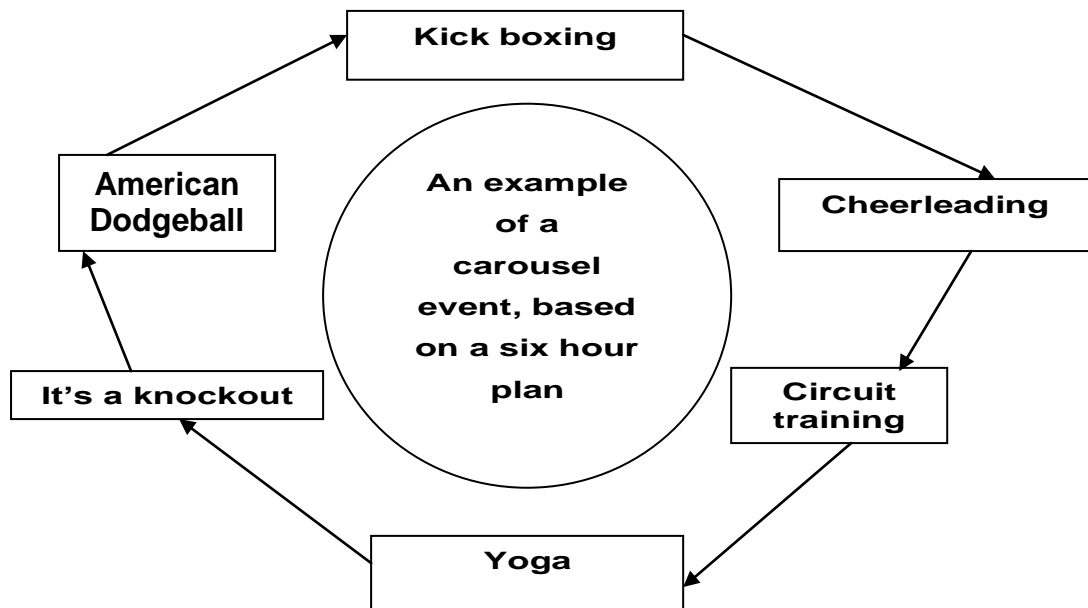 Kick boxing
American
Dodgeball
An example
of a
carousel
event, based
on a six hour
plan
Cheerleading
It's a knockout
Circuit
training
Yoga